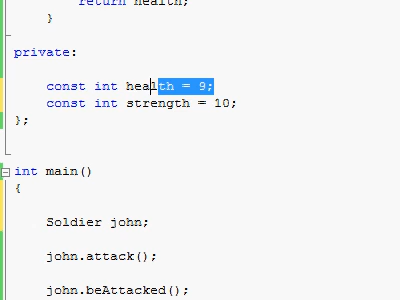 return health;
}
private:
const int health = 9;
const int strength = 10;
};
int main()
{
Soldier john;
john.attack();
john.beAttacked();